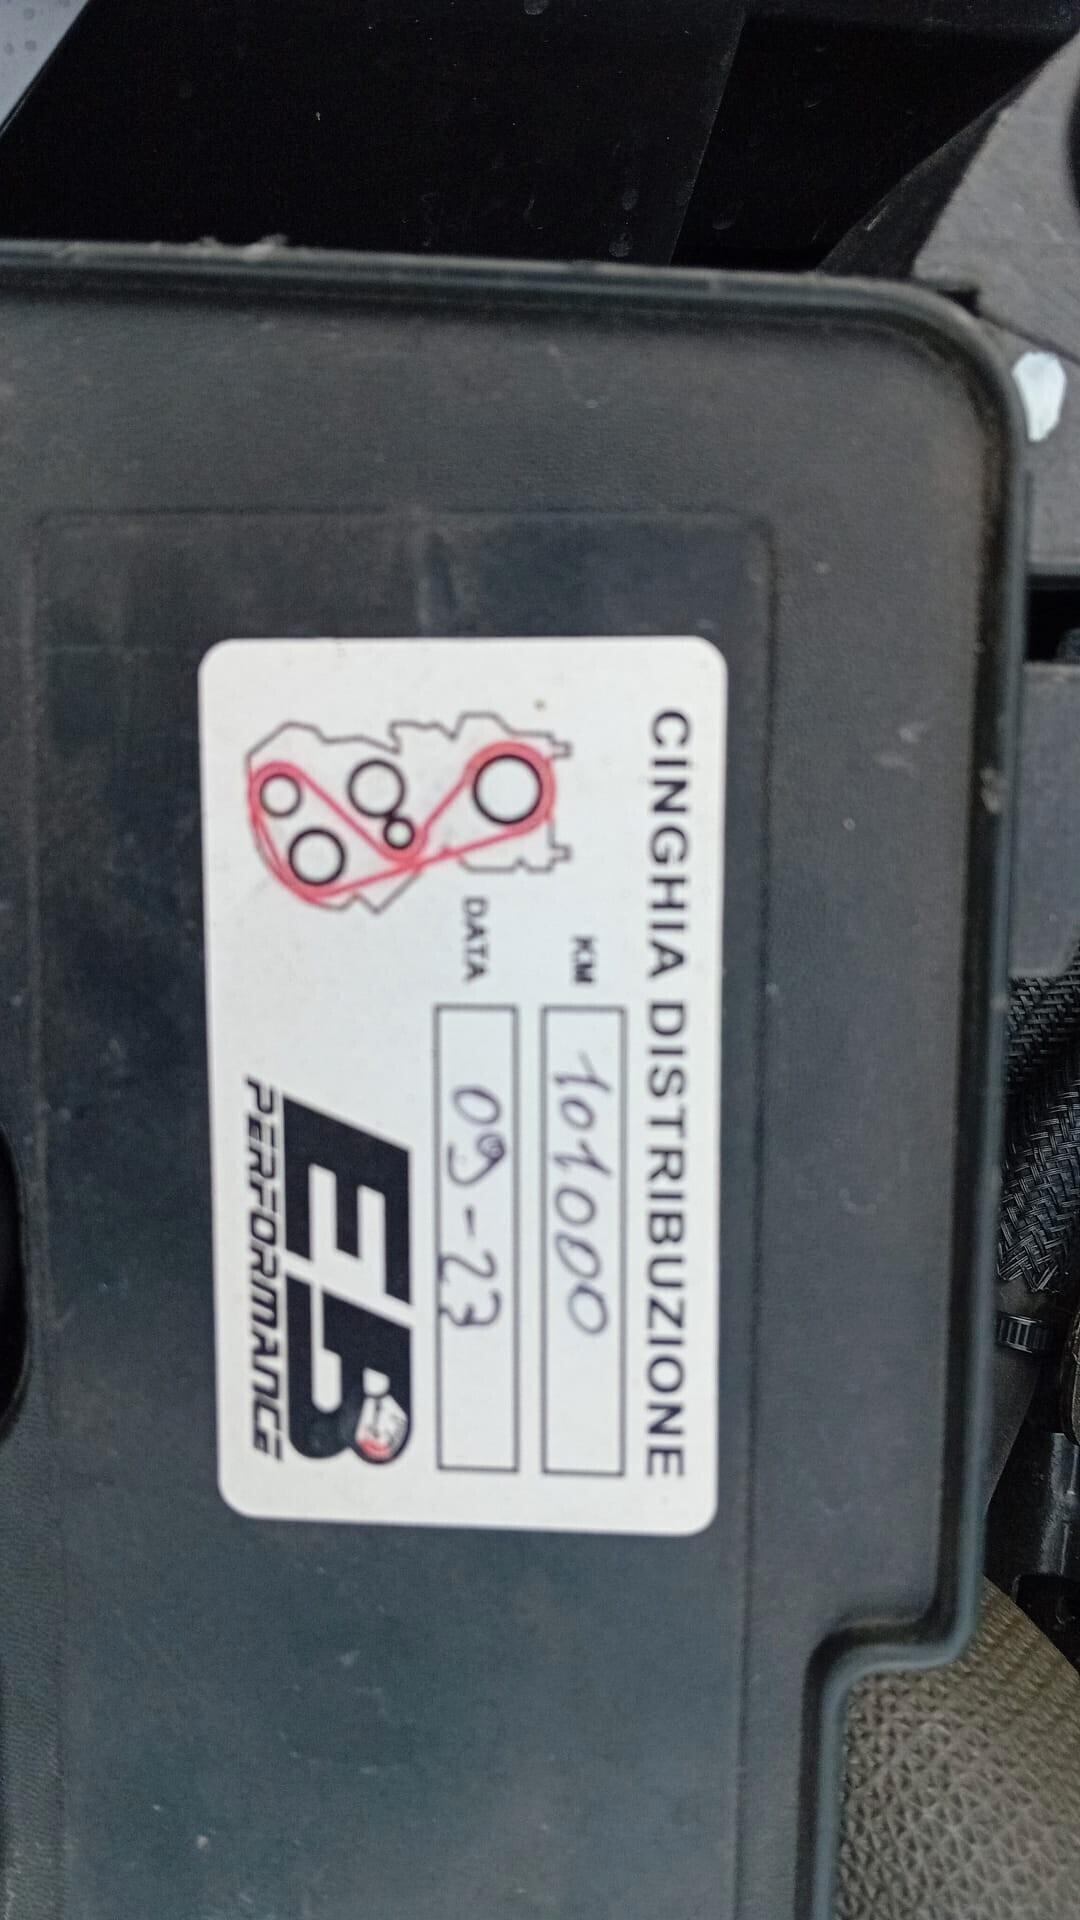 CINGHIA DISTRIBUZIONE
KM 101000
DATA 09-23
EB
PERFORMANCE